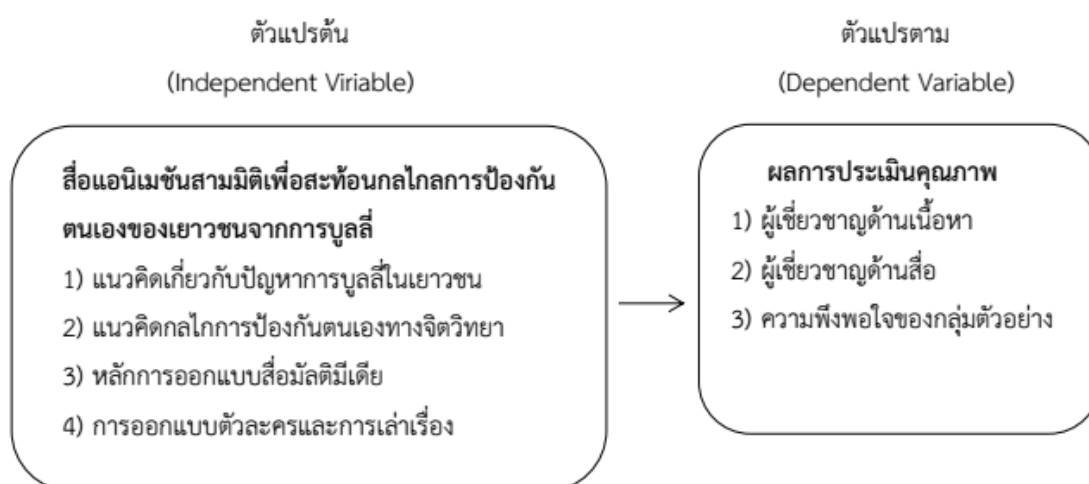 ตัวแปรต้น
(Independent Viriable)
สื่อแอนิเมชันสามมิติเพื่อสะท้อนกลไกลการป้องกัน
ตนเองของเยาวชนจากการบูลลี่
1) แนวคิดเกี่ยวกับปัญหาการบูลลี่ในเยาวชน
2) แนวคิดกลไกการป้องกันตนเองทางจิตวิทยา
3) หลักการออกแบบสื่อมัลติมีเดีย
4) การออกแบบตัวละครและการเล่าเรื่อง
ตัวแปรตาม
(Dependent Variable)
ผลการประเมินคุณภาพ
1) ผู้เชี่ยวชาญด้านเนื้อหา
2) ผู้เชี่ยวชาญด้านสื่อ
3) ความพึงพอใจของกลุ่มตัวอย่าง